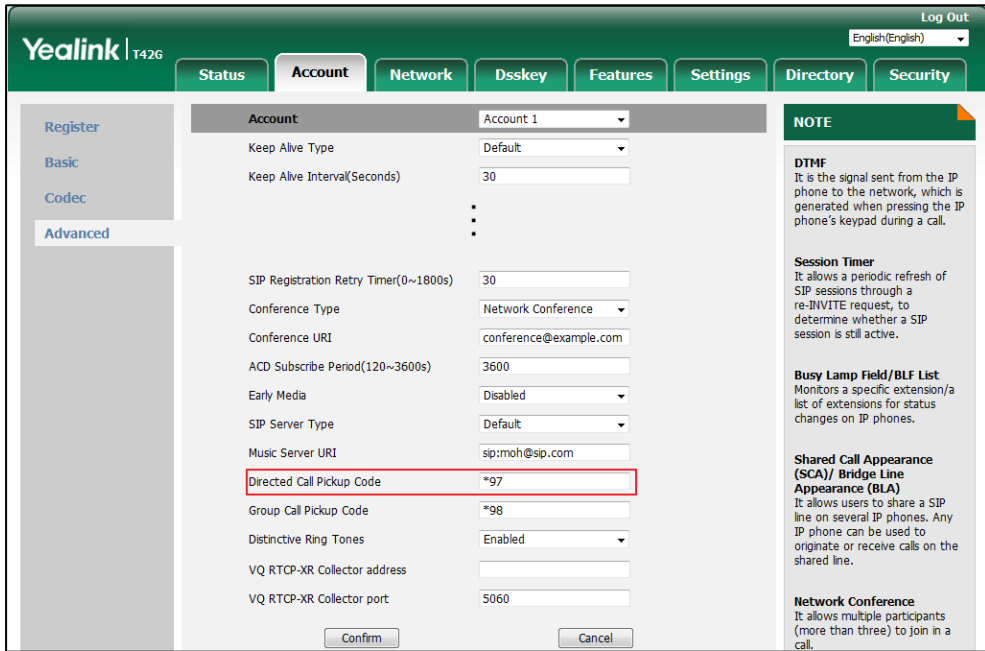 Log Out
Yealink | T42G
English(English)
Status Account Network Dsskey Features Settings Directory Security
Register
Basic
Codec
Advanced
Account Account 1
Keep Alive Type Default
Keep Alive Interval(Seconds) 30
SIP Registration Retry Timer(0~1800s) 30
Conference Type Network Conference
Conference URI conference@example.com
ACD Subscribe Period(120~3600s) 3600
Early Media Disabled
SIP Server Type Default
Music Server URI sip:moh@sip.com
Directed Call Pickup Code *97
Group Call Pickup Code *98
Distinctive Ring Tones Enabled
VQ RTCP-XR Collector address
VQ RTCP-XR Collector port 5060
Confirm Cancel
NOTE
DTMF
It is the signal sent from the IP
phone to the network, which is
generated when pressing the IP
phone's keypad during a call.
Session Timer
It allows a periodic refresh of
SIP sessions through a
re-INVITE request, to
determine whether a SIP
session is still active.
Busy Lamp Field/BLF List
Monitors a specific extension/a
list of extensions for status
changes on IP phones.
Shared Call Appearance
(SCA)/ Bridge Line
Appearance (BLA)
It allows users to share a SIP
line on several IP phones. Any
IP phone can be used to
originate or receive calls on the
shared line.
Network Conference
It allows multiple participants
(more than three) to join in a
call.